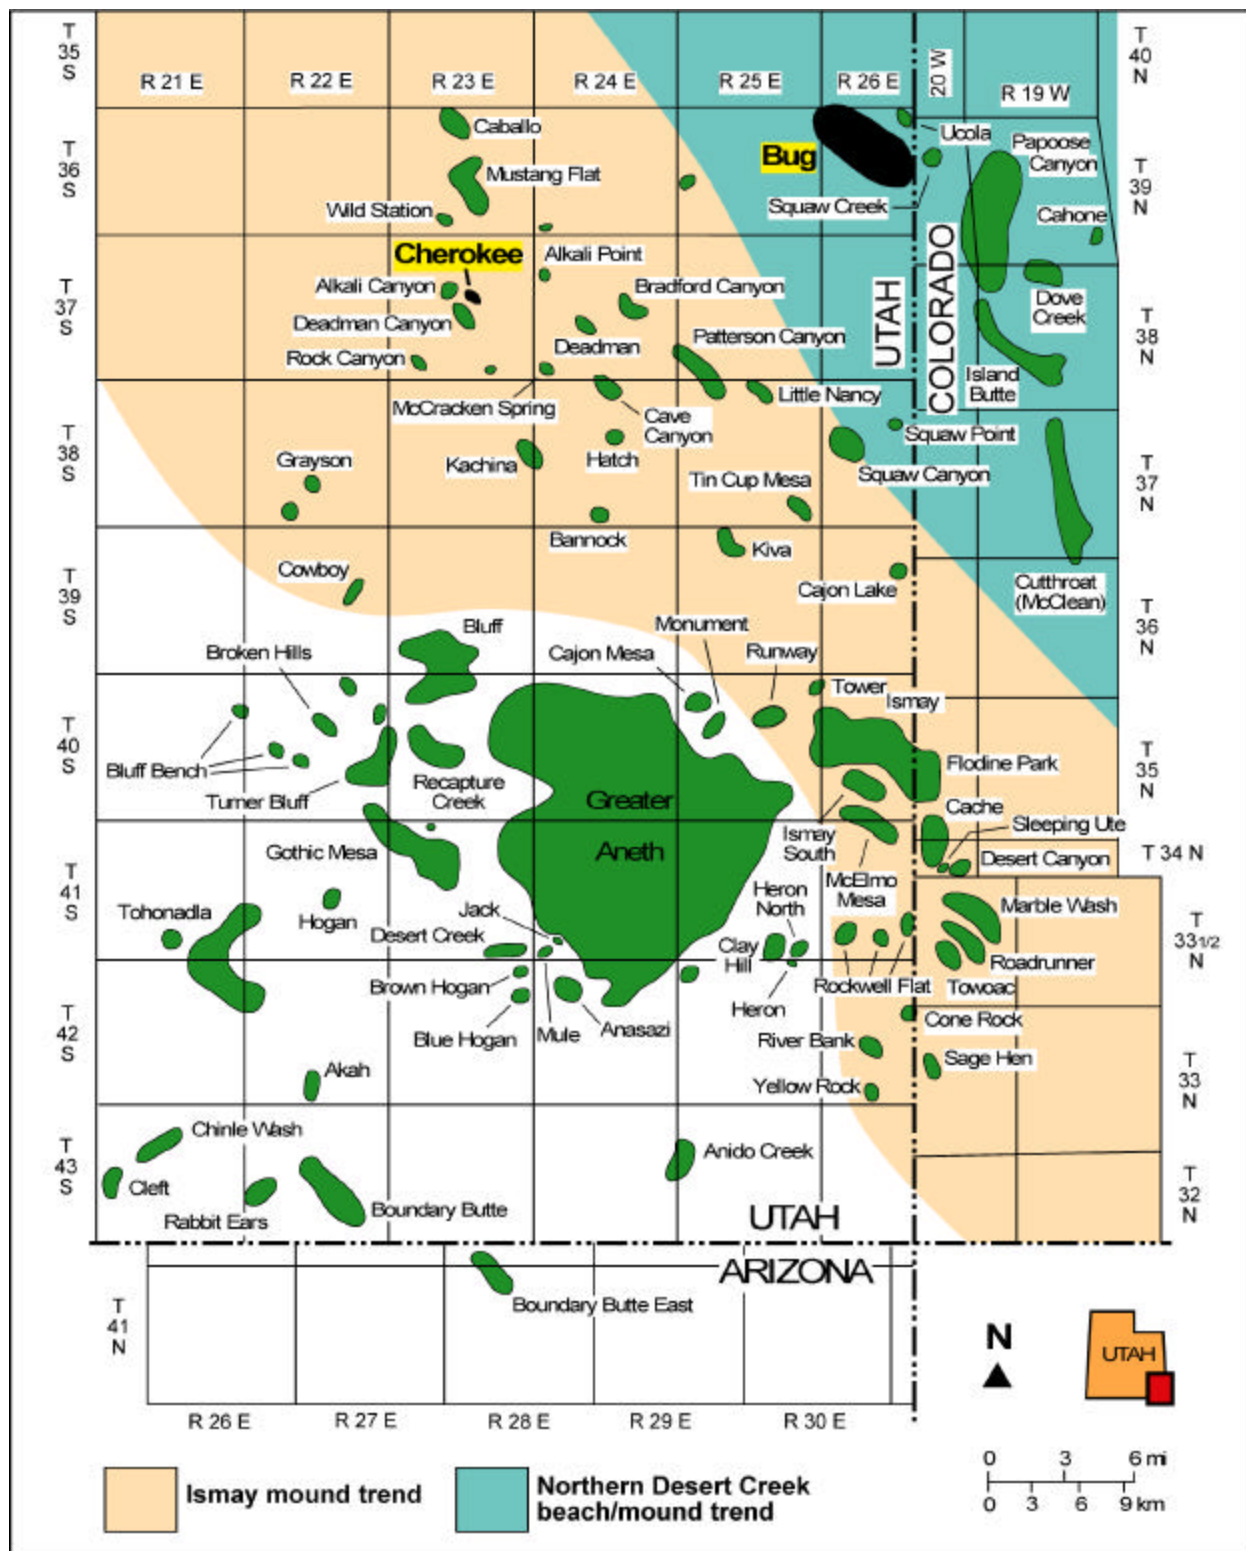 T
35
S
R 21 E
R 22 E
R 23 E
R 24 E
R 25 E
R 26 E
20 W
R 19 W
T
40
N
Caballo
Ucola
Papoose
Canyon
T
36
S
Mustang Flat
Bug
T
39
N
Wild Station
Squaw Creek
Cahone
Cherokee
Alkali Point
Alkali Canyon
Bradford Canyon
T
37
S
Deadman Canyon
Deadman
Patterson Canyon
UTAH
COLORADO
Dove
Creek
T
38
N
Rock Canyon
Island
Butte
McCracken Spring
Little Nancy
Cave
Canyon
Squaw Point
T
38
S
Grayson
Kachina
Hatch
Tin Cup Mesa
Squaw Canyon
T
37
N
Bannock
Kiva
T
39
S
Cowboy
Cajon Lake
Cutthroat
(McClean)
T
36
N
Bluff
Monument
Broken Hills
Cajon Mesa
Runway
Tower
Ismay
T
40
S
Bluff Bench
Turner Bluff
Recapture
Creek
Greater
Aneth
Flodine Park
T
35
N
Cache
Sleeping Ute
Ismay
South
Gothic Mesa
Desert Canyon
T 34 N
McElmo
Mesa
T
41
S
Tohonadla
Hogan
Jack
Heron
North
Marble Wash
Desert Creek
Clay
Hill
T
33 1/2
N
Roadrunner
Brown Hogan
Rockwell Flat
Towoac
Heron
T
42
S
Blue Hogan
Mule
Anasazi
Cone Rock
River Bank
Sage Hen
T
33
N
Akah
Yellow Rock
T
43
S
Chinle Wash
Anido Creek
Cleft
Rabbit Ears
Boundary Butte
T
32
N
UTAH
ARIZONA
T
41
N
Boundary Butte East
N
UTAH
R 26 E
R 27 E
R 28 E
R 29 E
R 30 E
Ismay mound trend
Northern Desert Creek
beach/mound trend
0 3 6 mi
0 3 6 9 km